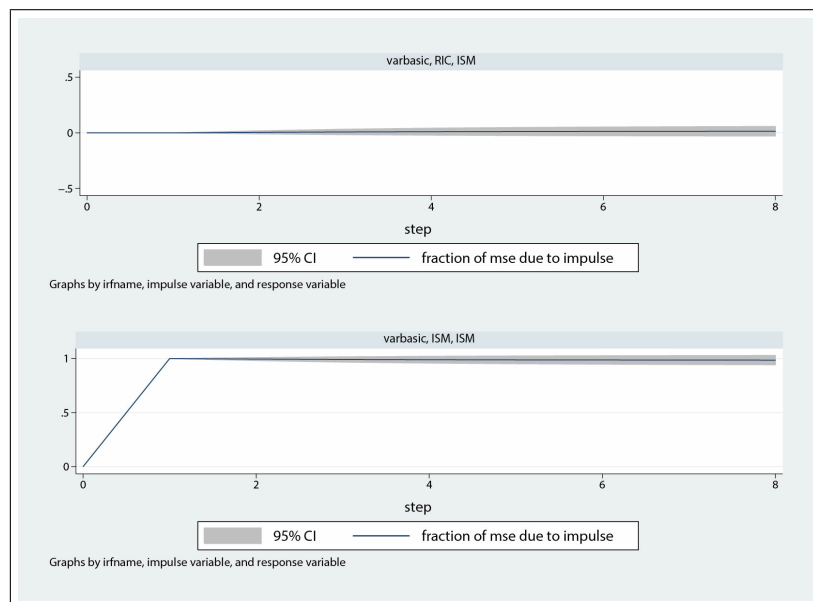 varbasic, RIC, ISM
.5
0
–.5
0 2 4 6 8
step
95% CI fraction of mse due to impulse
Graphs by irfname, impulse variable, and response variable
varbasic, ISM, ISM
1
.5
0
0 2 4 6 8
step
95% CI fraction of mse due to impulse
Graphs by irfname, impulse variable, and response variable